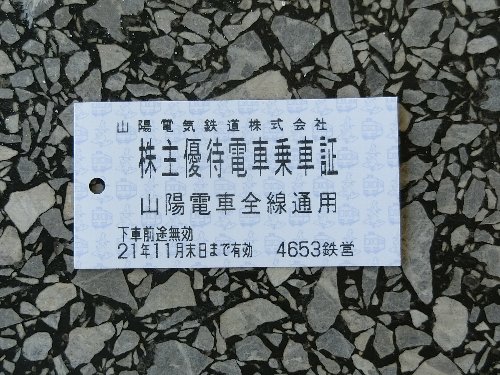 山陽電気鉄道株式会社
株主優待電車乗車証
山陽電車全線通用
下車前途無効
21年11月末日まで有効 4653鉄営